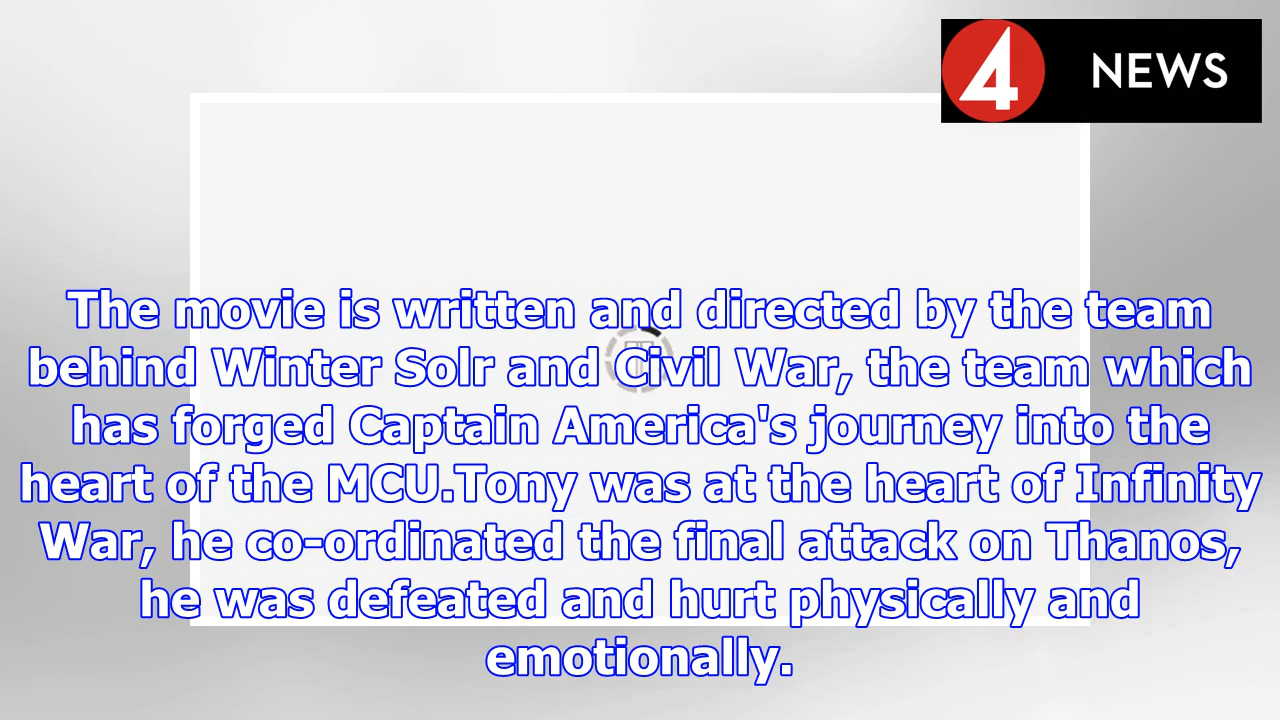 4 NEWS
The movie is written and directed by the team
behind Winter Solr and Civil War, the team which
has forged Captain America's journey into the
heart of the MCU.Tony was at the heart of Infinity
War, he co-ordinated the final attack on Thanos,
he was defeated and hurt physically and
emotionally.